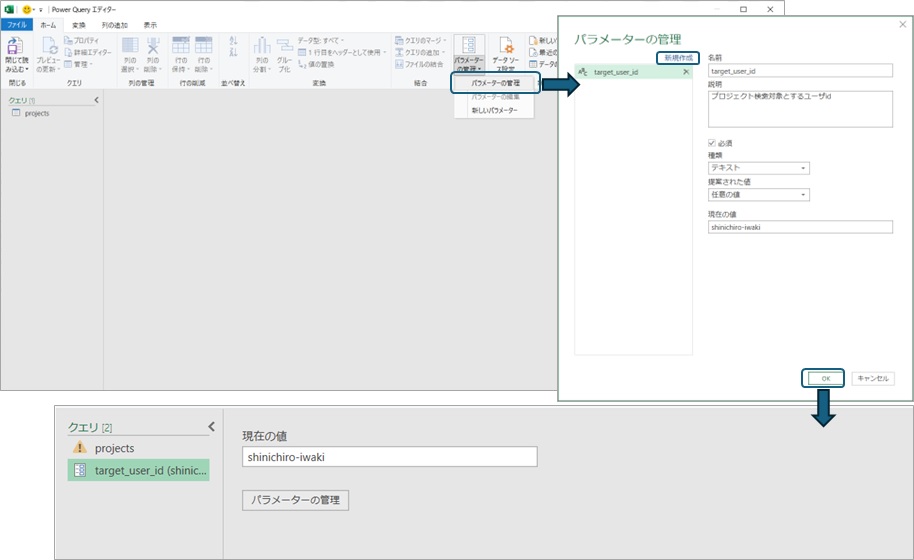 Power Query エディター
ファイル ホーム 変換 列の追加 表示
閉じて読み込む
プレビューの更新
プロパティ
詳細エディター
管理
列の選択
列の削除
行の保持
行の削除
列の分割
グループ化
データ型: すべて
1 行目をヘッダーとして使用
値の置換
クエリのマージ
クエリの追加
ファイルの結合
パラメーターの管理
データ ソース設定
新しい
最近の
データの
閉じる クエリ 列の管理 行の削減 並べ替え 変換 結合
パラメーターの管理
パラメーターの編集
新しいパラメーター
クエリ [1]
projects
パラメーターの管理
新規作成
target_user_id
名前
target_user_id
説明
プロジェクト検索対象とするユーザid
必須
種類
テキスト
提案された値
任意の値
現在の値
shinichiro-iwaki
OK キャンセル
クエリ [2]
projects
target_user_id (shinic...
現在の値
shinichiro-iwaki
パラメーターの管理